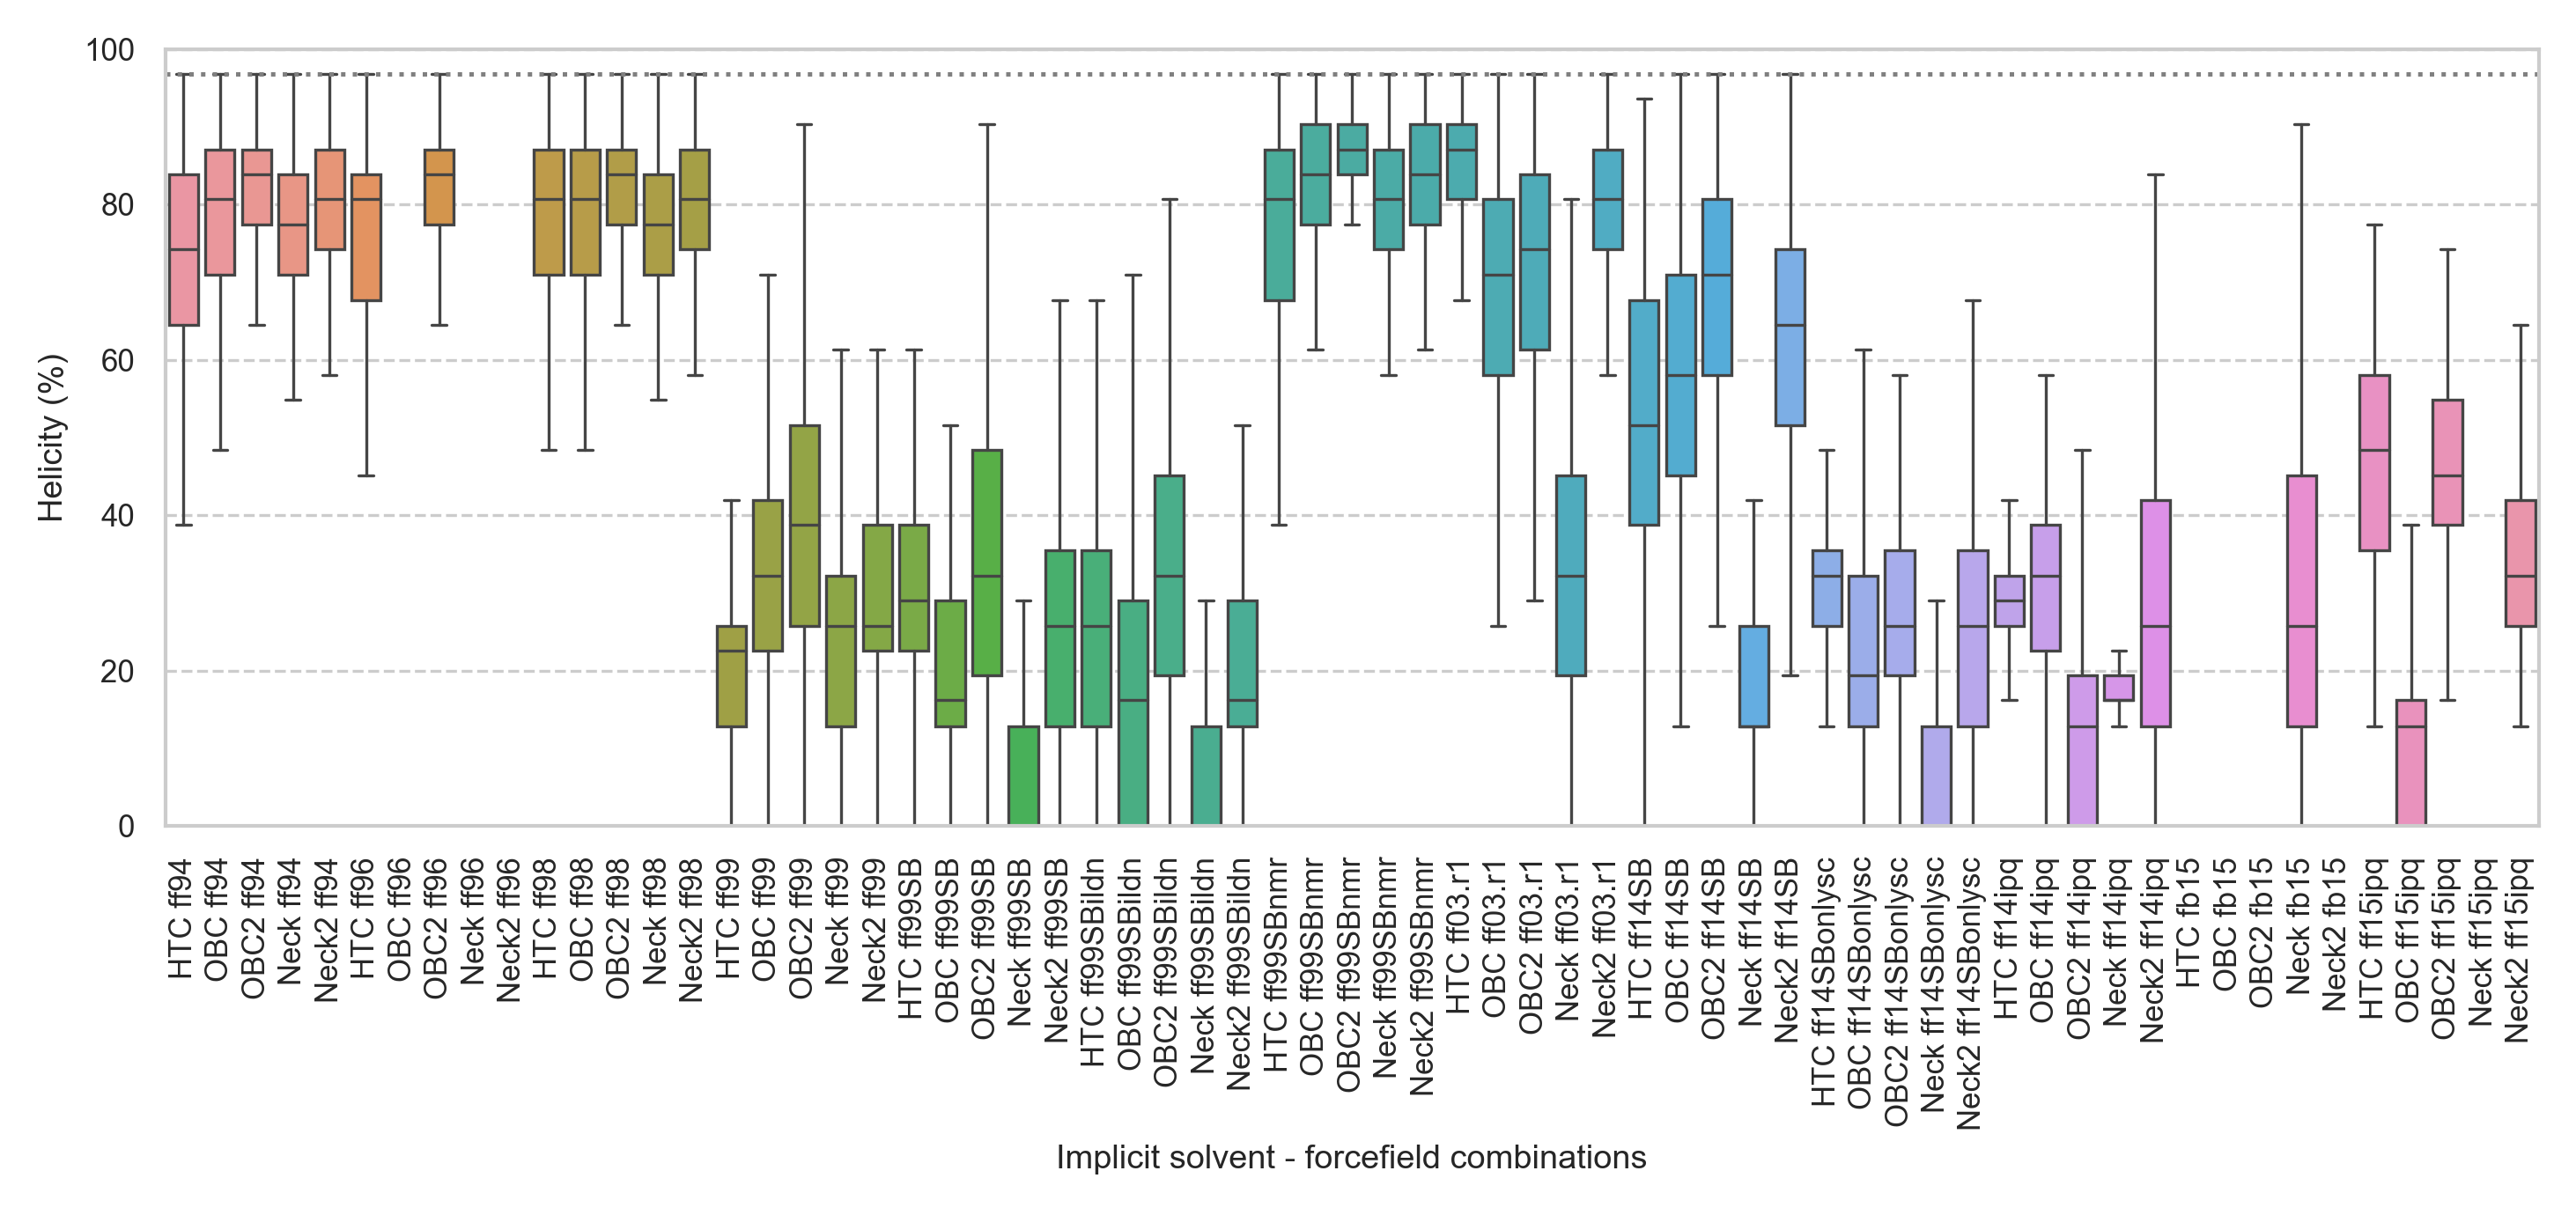 100
80
60
40
20
0
Helicity (%)
HTC ff94
OBC ff94
OBC2 ff94
Neck ff94
Neck2 ff94
HTC ff96
OBC ff96
OBC2 ff96
Neck ff96
Neck2 ff96
HTC ff98
OBC ff98
OBC2 ff98
Neck ff98
Neck2 ff98
HTC ff99
OBC ff99
OBC2 ff99
Neck ff99
Neck2 ff99
HTC ff99SB
OBC ff99SB
OBC2 ff99SB
Neck ff99SB
Neck2 ff99SB
HTC ff99SBildn
OBC ff99SBildn
OBC2 ff99SBildn
Neck ff99SBildn
Neck2 ff99SBildn
HTC ff99SBnmr
OBC ff99SBnmr
OBC2 ff99SBnmr
Neck ff99SBnmr
Neck2 ff99SBnmr
HTC ff03.r1
OBC ff03.r1
OBC2 ff03.r1
Neck ff03.r1
Neck2 ff03.r1
HTC ff14SB
OBC ff14SB
OBC2 ff14SB
Neck ff14SB
Neck2 ff14SB
HTC ff14SBonlysc
OBC ff14SBonlysc
OBC2 ff14SBonlysc
Neck ff14SBonlysc
Neck2 ff14SBonlysc
HTC ff14ipq
OBC ff14ipq
OBC2 ff14ipq
Neck ff14ipq
Neck2 ff14ipq
HTC fb15
OBC fb15
OBC2 fb15
Neck fb15
Neck2 fb15
HTC ff15ipq
OBC ff15ipq
OBC2 ff15ipq
Neck ff15ipq
Neck2 ff15ipq
Implicit solvent - forcefield combinations